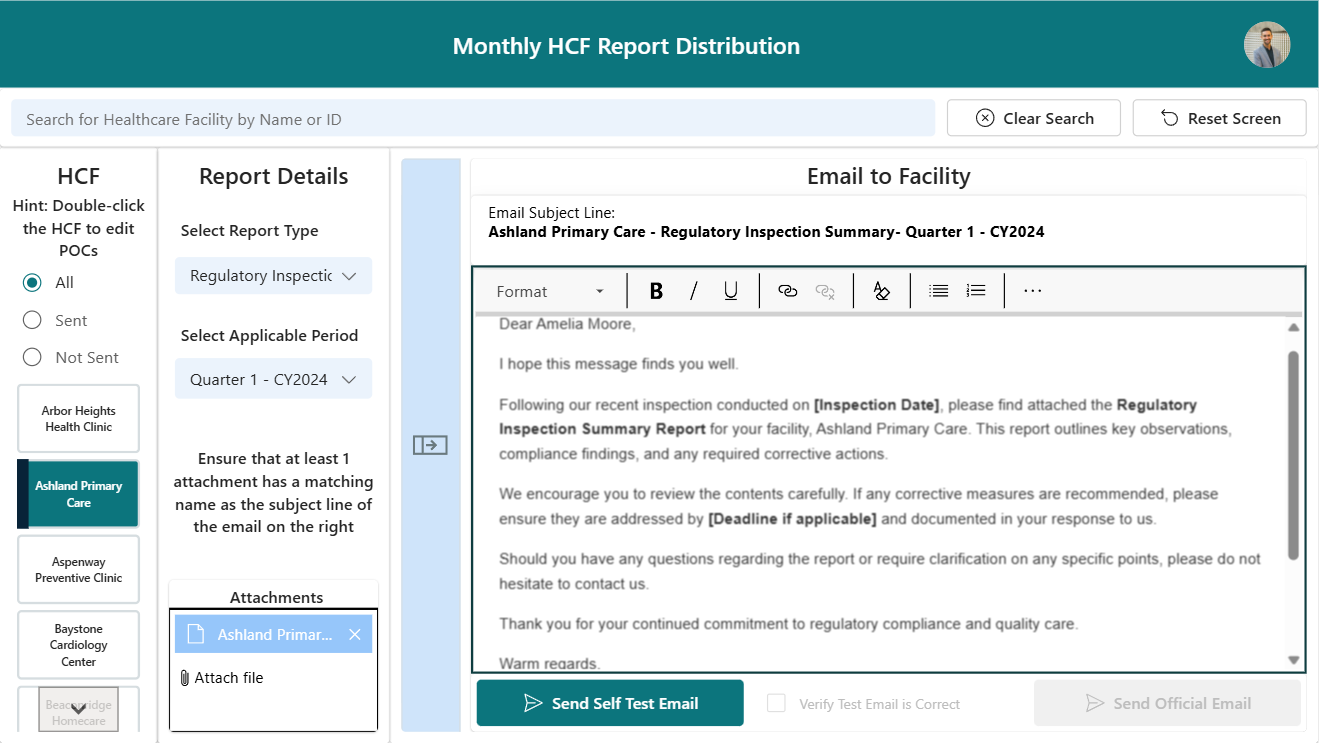 Monthly HCF Report Distribution
Search for Healthcare Facility by Name or ID
Clear Search
Reset Screen
HCF
Hint: Double-click
the HCF to edit
POCs
All
Sent
Not Sent
Arbor Heights
Health Clinic
Ashland Primary
Care
Aspenway
Preventive Clinic
Baystone
Cardiology
Center
Homecare
Report Details
Select Report Type
Regulatory Inspectic
Select Applicable Period
Quarter 1 - CY2024
Ensure that at least 1
attachment has a matching
name as the subject line of
the email on the right
Attachments
Ashland Primar...
Attach file
Email to Facility
Email Subject Line:
Ashland Primary Care - Regulatory Inspection Summary- Quarter 1 - CY2024
Format
B / U
Dear Amelia Moore,
I hope this message finds you well.
Following our recent inspection conducted on [Inspection Date], please find attached the Regulatory
Inspection Summary Report for your facility, Ashland Primary Care. This report outlines key observations,
compliance findings, and any required corrective actions.
We encourage you to review the contents carefully. If any corrective measures are recommended, please
ensure they are addressed by [Deadline if applicable] and documented in your response to us.
Should you have any questions regarding the report or require clarification on any specific points, please do not
hesitate to contact us.
Thank you for your continued commitment to regulatory compliance and quality care.
Warm regards.
Send Self Test Email
Verify Test Email is Correct
Send Official Email